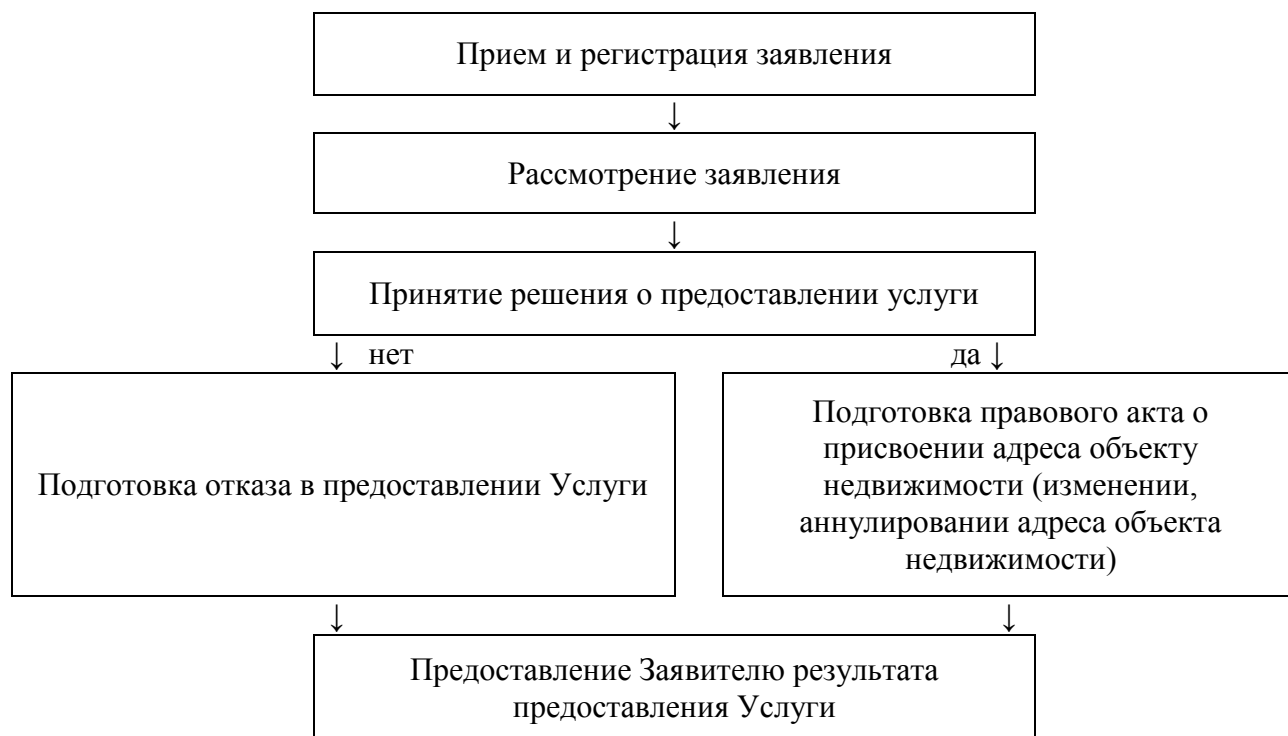 Прием и регистрация заявления
↓
Рассмотрение заявления
↓
Принятие решения о предоставлении услуги
↓ нет да ↓
Подготовка отказа в предоставлении Услуги
Подготовка правового акта о
присвоении адреса объекту
недвижимости (изменении,
аннулировании адреса объекта
недвижимости)
↓ ↓
Предоставление Заявителю результата
предоставления Услуги